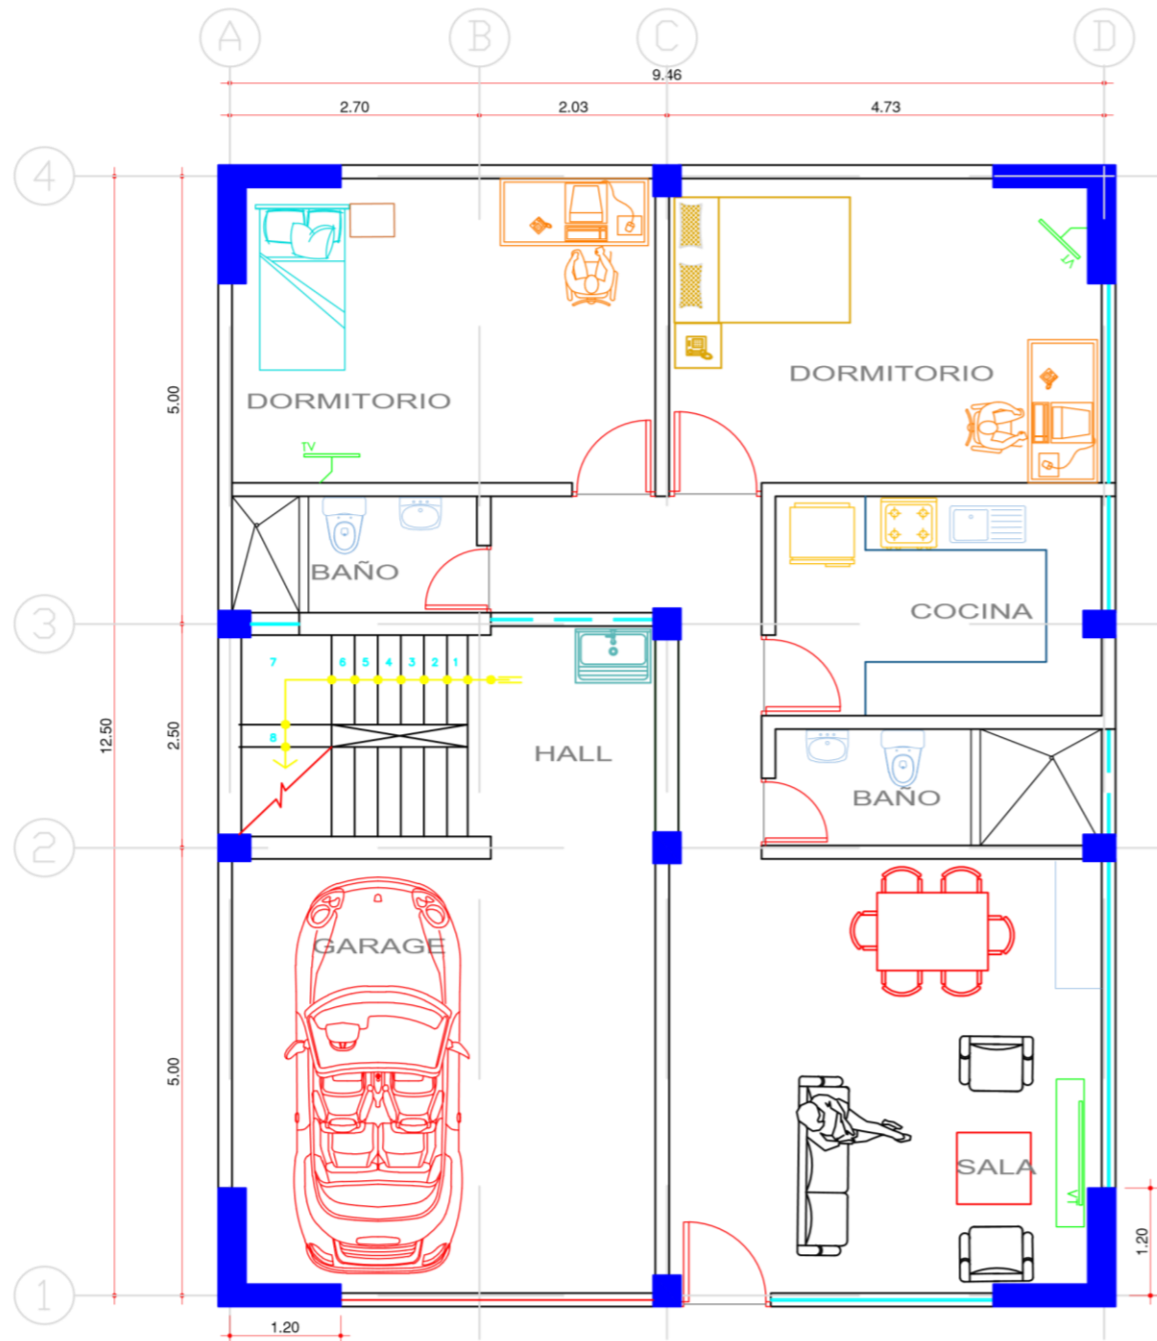 A B C D
9.46
2.70 2.03 4.73
4
5.00
DORMITORIO
DORMITORIO
TV
TV
BAÑO
COCINA
3
7 6 5 4 3 2 1
8
12.50
2.50
HALL
BAÑO
2
GARAGE
5.00
SALA
TV
1.20
1
1.20